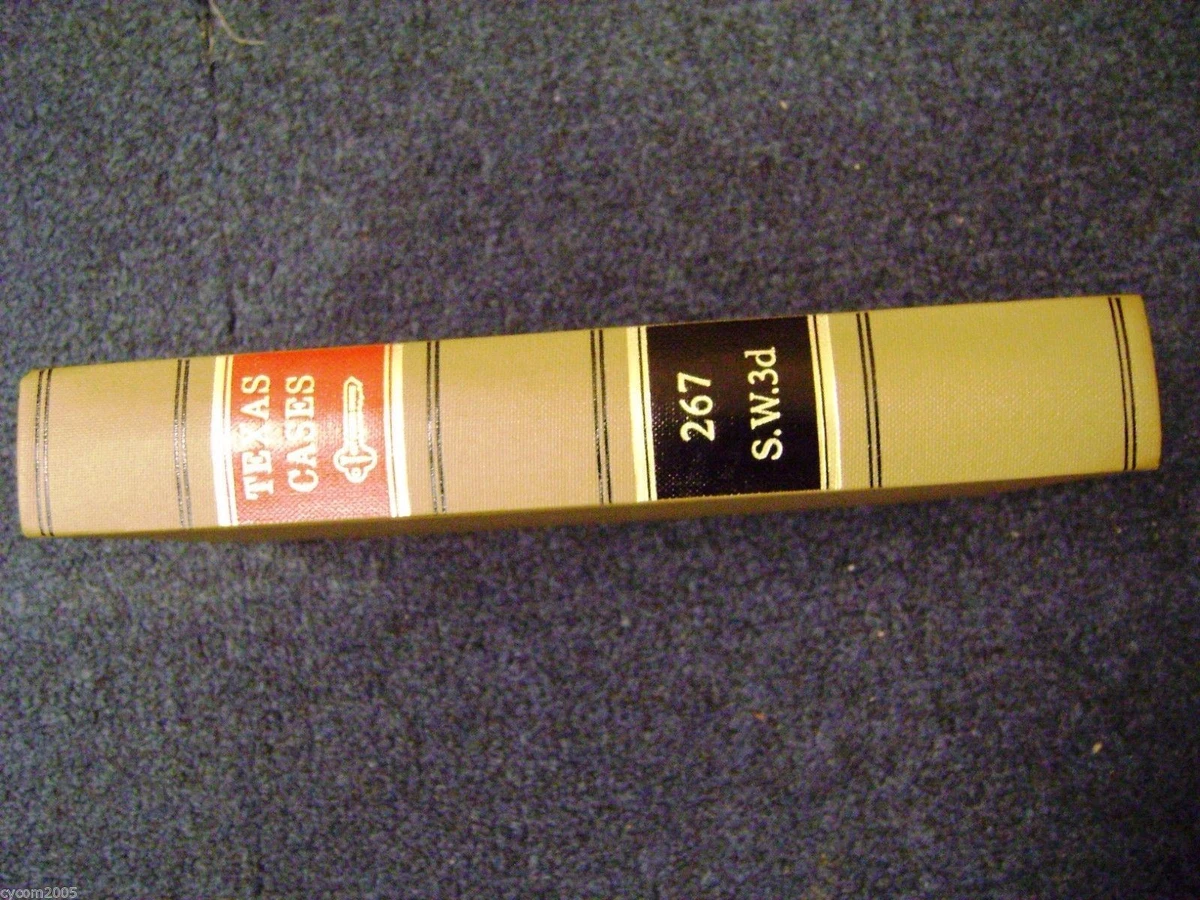 TEXAS
CASES
267
S.W.3d
cycom2005